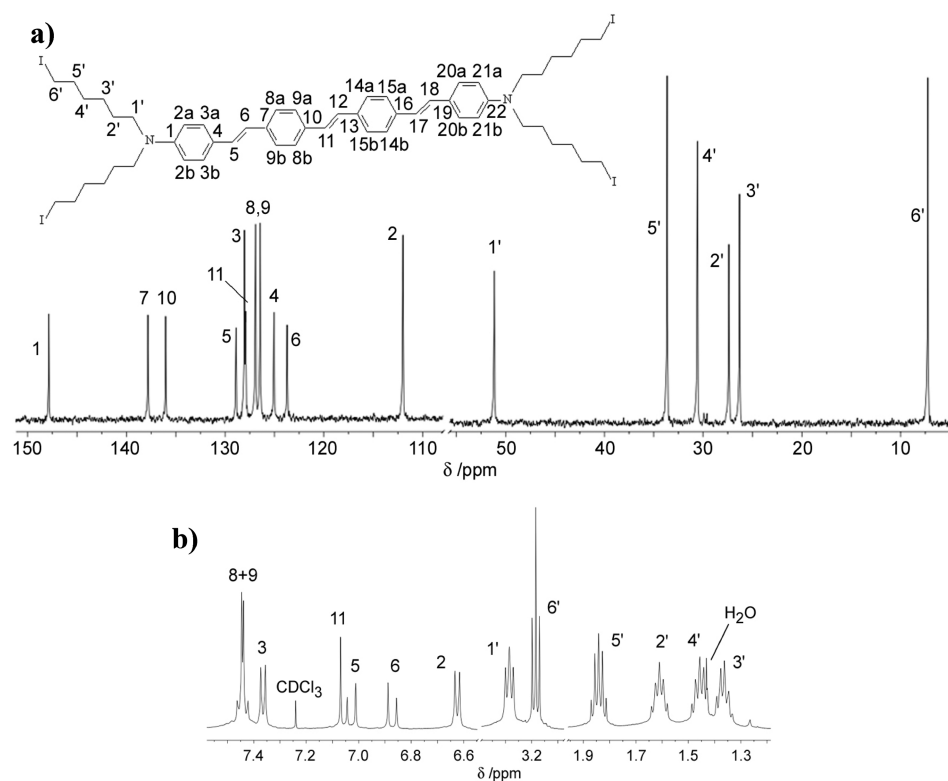 a)
I
I
5'
3'
6'
4'
1'
2'
N
1
2a 3a
4
2b 3b
5
6
7
8a 9a
9b 8b
10
11
12
13
14a 15a
15b 14b
16
17
18
19
20a 21a
20b 21b
22
N
I
I
1
7 10
5
11
3
8,9
4
6
2
1'
5'
4'
2'
3'
6'
150 140 130 120 110 50 40 30 20 10
δ /ppm
b)
8+9
3
CDCl3
11
5
6
2
1'
6'
5'
2'
4'
H2O
3'
7.4 7.0 6.6 3.2 1.9 1.7 1.5 1.3
6.8
δ /ppm